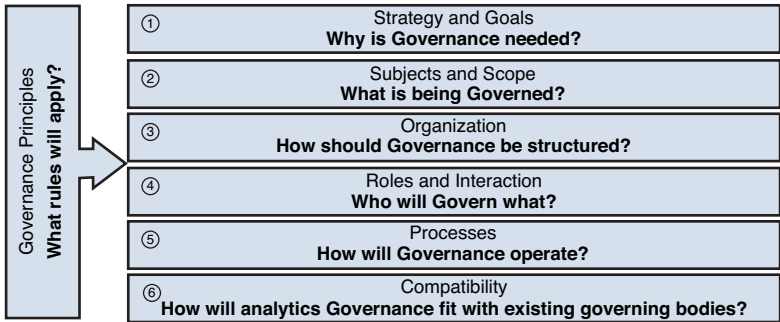 Governance Principles
What rules will apply?
① Strategy and Goals
Why is Governance needed?
② Subjects and Scope
What is being Governed?
③ Organization
How should Governance be structured?
④ Roles and Interaction
Who will Govern what?
⑤ Processes
How will Governance operate?
⑥ Compatibility
How will analytics Governance fit with existing governing bodies?